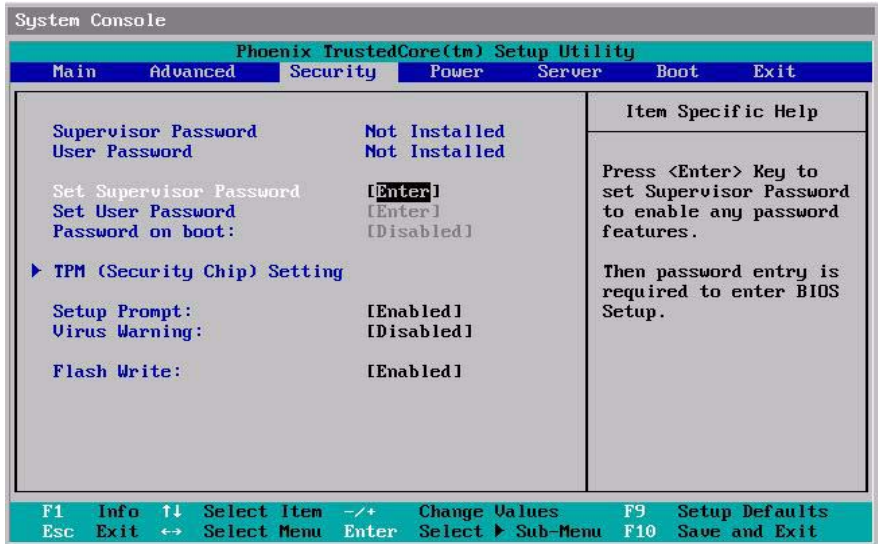 System Console
Phoenix TrustedCore(tm) Setup Utility
Main Advanced Security Power Server Boot Exit
Item Specific Help
Supervisor Password Not Installed
User Password Not Installed
Set Supervisor Password [Enter]
Set User Password [Enter]
Password on boot: [Disabled]
TPM (Security Chip) Setting
Setup Prompt: [Enabled]
Virus Warning: [Disabled]
Flash Write: [Enabled]
Press <Enter> Key to
set Supervisor Password
to enable any password
features.
Then password entry is
required to enter BIOS
Setup.
F1 Info ↑↓ Select Item -/+ Change Values F9 Setup Defaults
Esc Exit ↔ Select Menu Enter Select ▶ Sub-Menu F10 Save and Exit